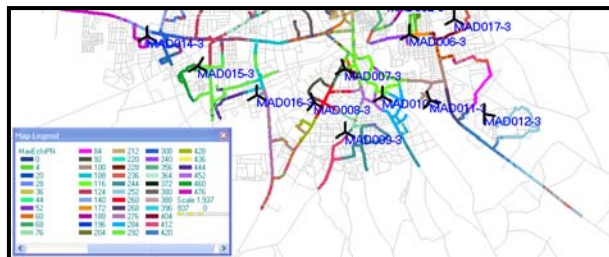 MAD014-3
MAD017-3
MAD006-3
MAD015-3
MAD007-3
MAD016-3
MAD008-3
MAD011-3
MAD012-3
MAD009-3
Map Legend
MaxEcIoPN 84 212 300 428
0 92 220 340 436
4 100 228 356 444
20 108 236 364 452
28 116 244 372 460
36 124 252 380 476
44 140 260 388 Scale 1:937
52 172 268 396 937 0
60 188 276 404
68 196 284 412
76 204 292 420